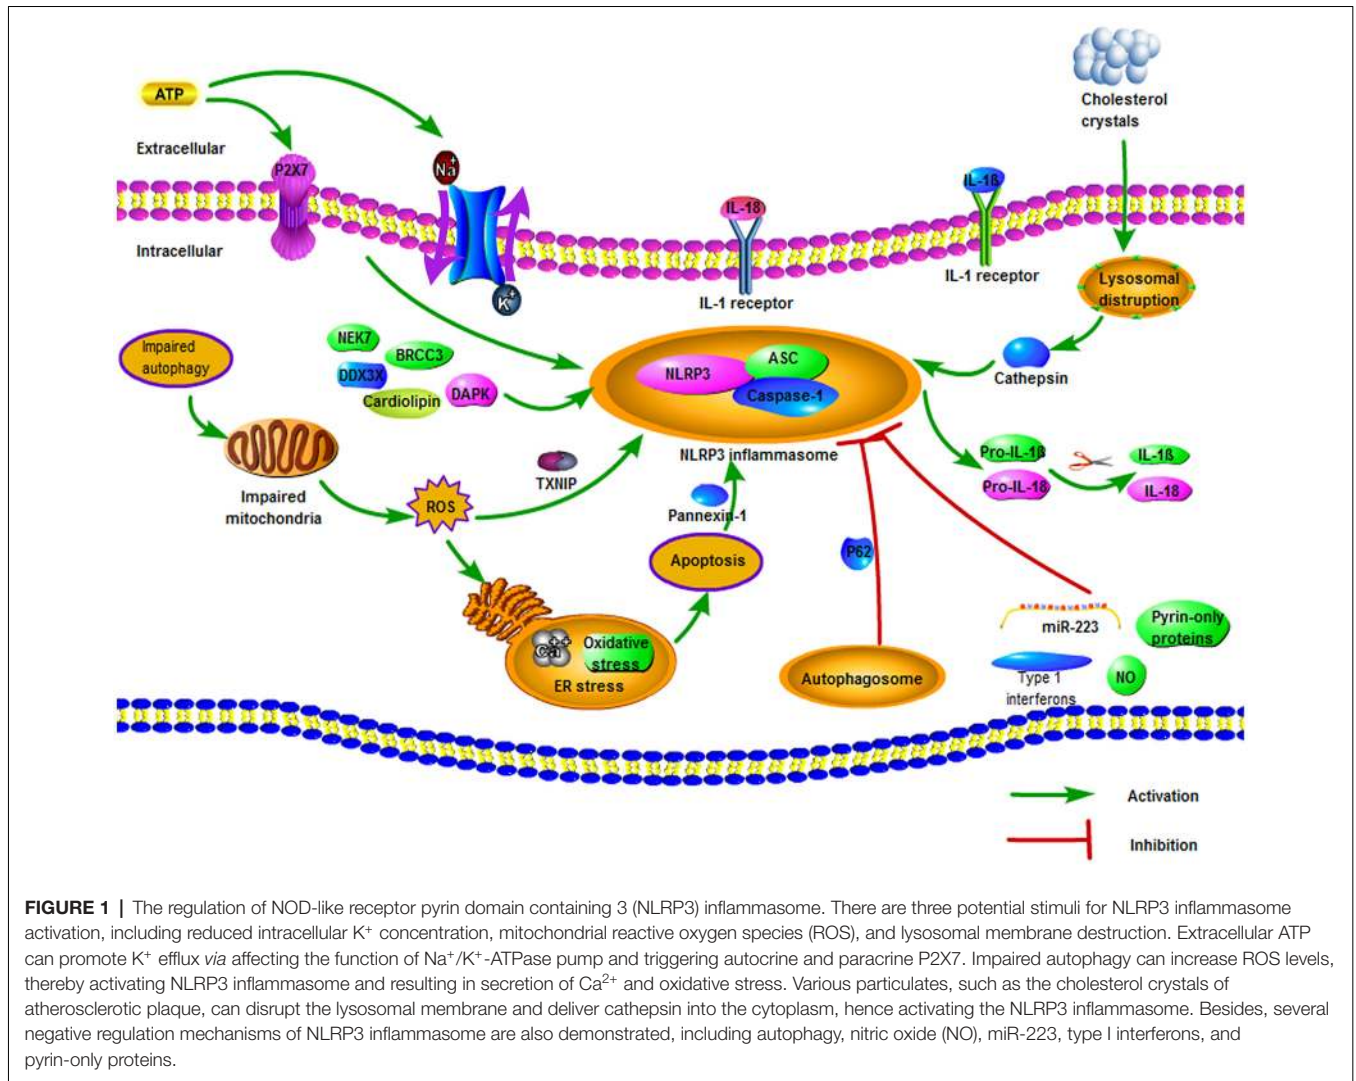 ATP
Extracellular
P2X7
Intracellular
Na+
K+
IL-18
IL-1 receptor
IL-1ß
IL-1 receptor
Cholesterol
crystals
Lysosomal
distruption
Cathepsin
Impaired
autophagy
NEK7
BRCC3
DDX3X
Cardiolipin
DAPK
NLRP3
ASC
Caspase-1
NLRP3 inflammasome
Pro-IL-1ß
Pro-IL-18
IL-1ß
IL-18
Impaired
mitochondria
ROS
TXNIP
Pannexin-1
Apoptosis
P62
Ca++
Oxidative
stress
ER stress
Autophagosome
miR-223
Pyrin-only
proteins
Type 1
interferons
NO
Activation
Inhibition
FIGURE 1 | The regulation of NOD-like receptor pyrin domain containing 3 (NLRP3) inflammasome. There are three potential stimuli for NLRP3 inflammasome
activation, including reduced intracellular K+ concentration, mitochondrial reactive oxygen species (ROS), and lysosomal membrane destruction. Extracellular ATP
can promote K+ efflux via affecting the function of Na+/K+-ATPase pump and triggering autocrine and paracrine P2X7. Impaired autophagy can increase ROS levels,
thereby activating NLRP3 inflammasome and resulting in secretion of Ca2+ and oxidative stress. Various particulates, such as the cholesterol crystals of
atherosclerotic plaque, can disrupt the lysosomal membrane and deliver cathepsin into the cytoplasm, hence activating the NLRP3 inflammasome. Besides, several
negative regulation mechanisms of NLRP3 inflammasome are also demonstrated, including autophagy, nitric oxide (NO), miR-223, type I interferons, and
pyrin-only proteins.